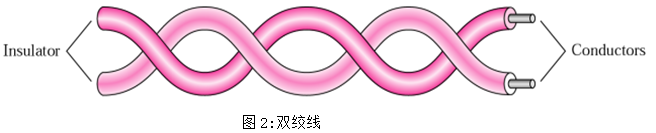 Insulator
Conductors
图2:双绞线